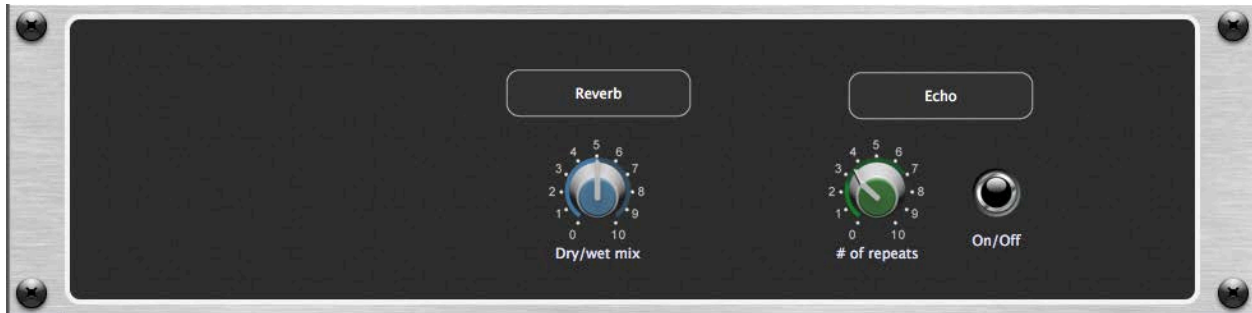 Reverb
Echo
0 1 2 3 4 5 6 7 8 9 10
Dry/wet mix
0 1 2 3 4 5 6 7 8 9 10
# of repeats
On/Off